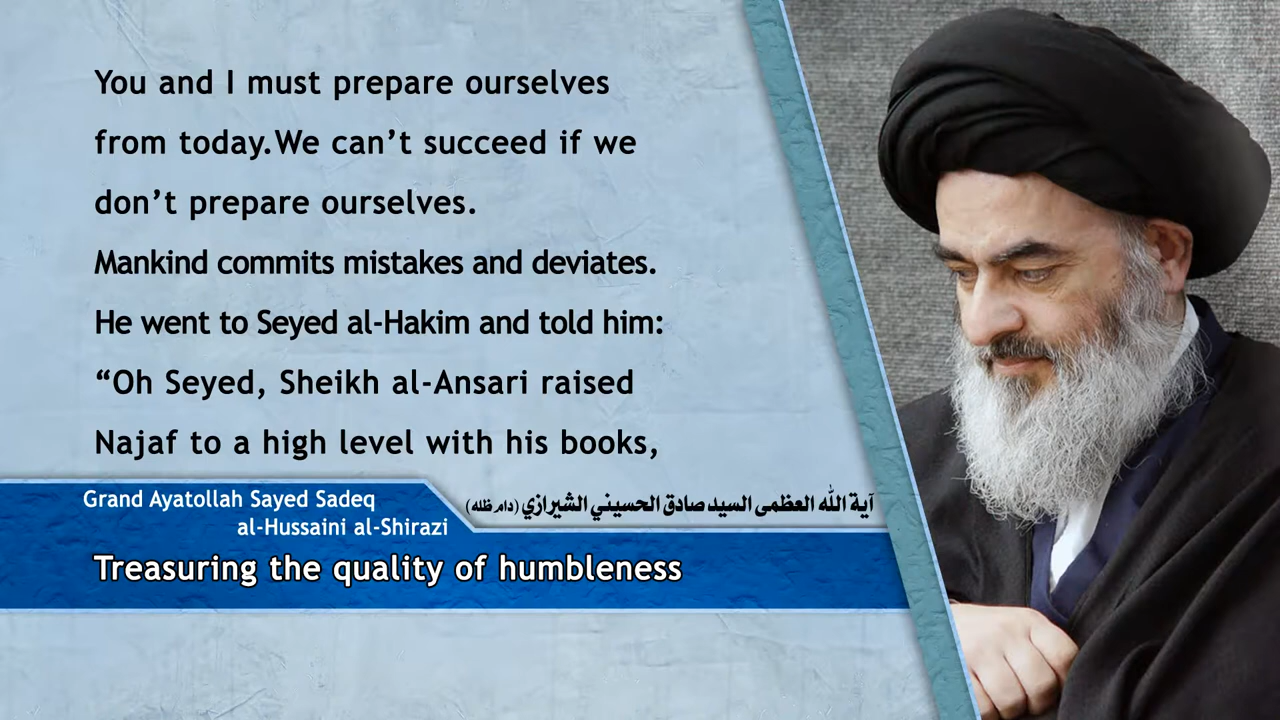 You and I must prepare ourselves
from today.We can’t succeed if we
don’t prepare ourselves.
Mankind commits mistakes and deviates.
He went to Seyed al-Hakim and told him:
“Oh Seyed, Sheikh al-Ansari raised
Najaf to a high level with his books,
Grand Ayatollah Sayed Sadeq
al-Hussaini al-Shirazi
آية الله العظمى السيد صادق الحسيني الشيرازي (دام ظله)
Treasuring the quality of humbleness